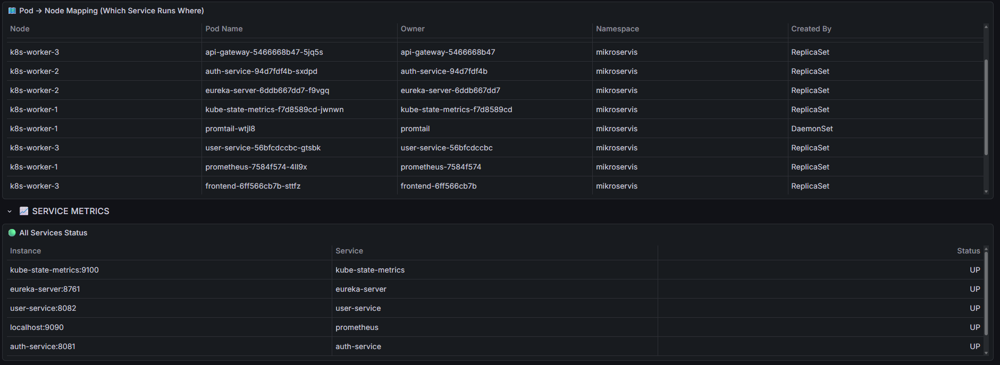 Pod → Node Mapping (Which Service Runs Where)
Node Pod Name Owner Namespace Created By
k8s-worker-3 api-gateway-5466668b47-5jq5s api-gateway-5466668b47 mikroservis ReplicaSet
k8s-worker-2 auth-service-94d7fdf4b-sxdpd auth-service-94d7fdf4b mikroservis ReplicaSet
k8s-worker-2 eureka-server-6ddb667dd7-f9vgq eureka-server-6ddb667dd7 mikroservis ReplicaSet
k8s-worker-1 kube-state-metrics-f7d8589cd-jwnwn kube-state-metrics-f7d8589cd mikroservis ReplicaSet
k8s-worker-1 promtail-wtjl8 promtail mikroservis DaemonSet
k8s-worker-3 user-service-56bfcdccbc-gtsbk user-service-56bfcdccbc mikroservis ReplicaSet
k8s-worker-1 prometheus-7584f574-4ll9x prometheus-7584f574 mikroservis ReplicaSet
k8s-worker-3 frontend-6ff566cb7b-sttfz frontend-6ff566cb7b mikroservis ReplicaSet
SERVICE METRICS
All Services Status
Instance Service Status
kube-state-metrics:9100 kube-state-metrics UP
eureka-server:8761 eureka-server UP
user-service:8082 user-service UP
localhost:9090 prometheus UP
auth-service:8081 auth-service UP